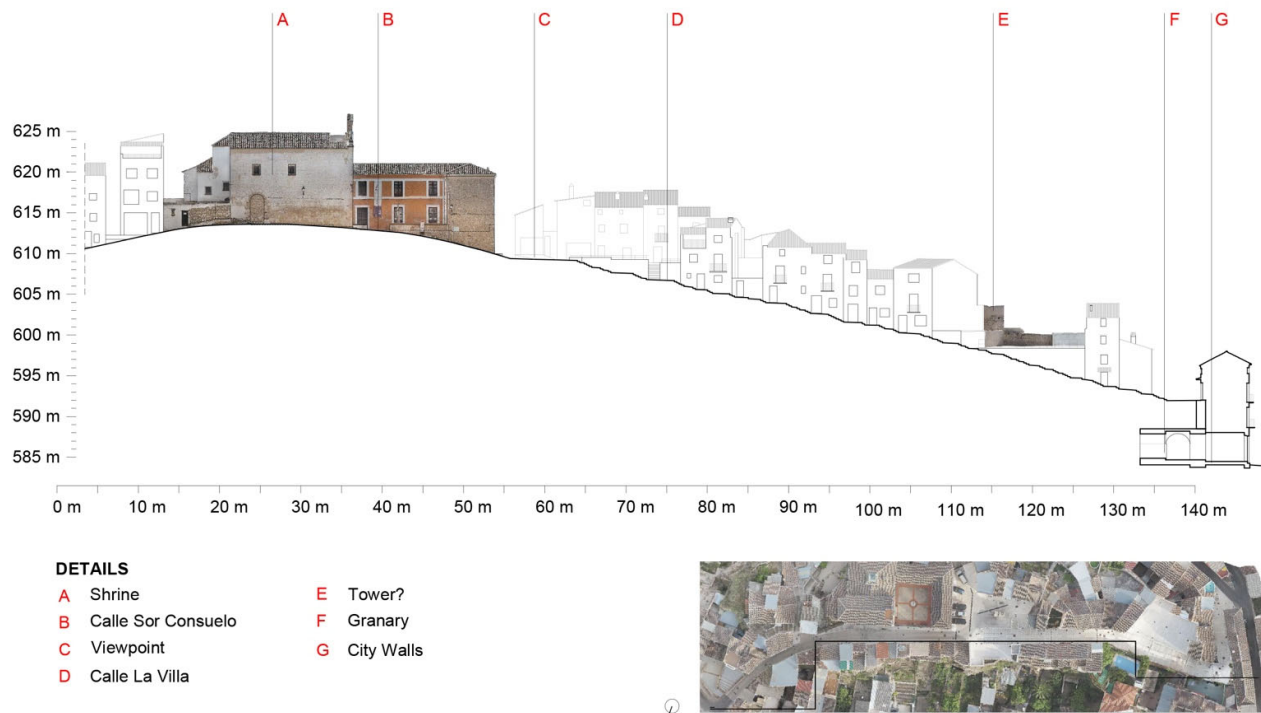 A B C D E F G
625 m
620 m
615 m
610 m
605 m
600 m
595 m
590 m
585 m
0 m 10 m 20 m 30 m 40 m 50 m 60 m 70 m 80 m 90 m 100 m 110 m 120 m 130 m 140 m
DETAILS
A Shrine
B Calle Sor Consuelo
C Viewpoint
D Calle La Villa
E Tower?
F Granary
G City Walls